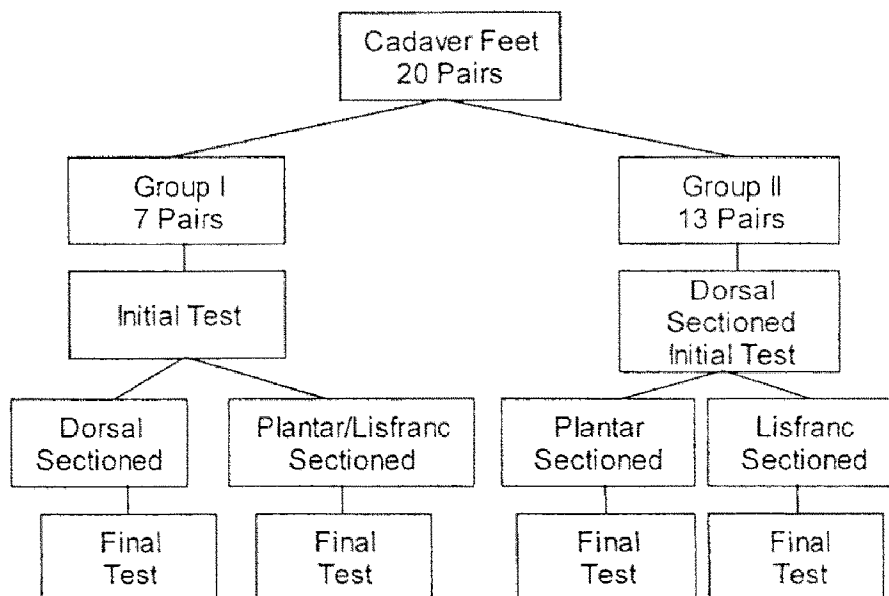 Cadaver Feet
20 Pairs
Group I
7 Pairs
Group II
13 Pairs
Initial Test
Dorsal
Sectioned
Initial Test
Dorsal
Sectioned
Plantar/Lisfranc
Sectioned
Plantar
Sectioned
Lisfranc
Sectioned
Final
Test
Final
Test
Final
Test
Final
Test